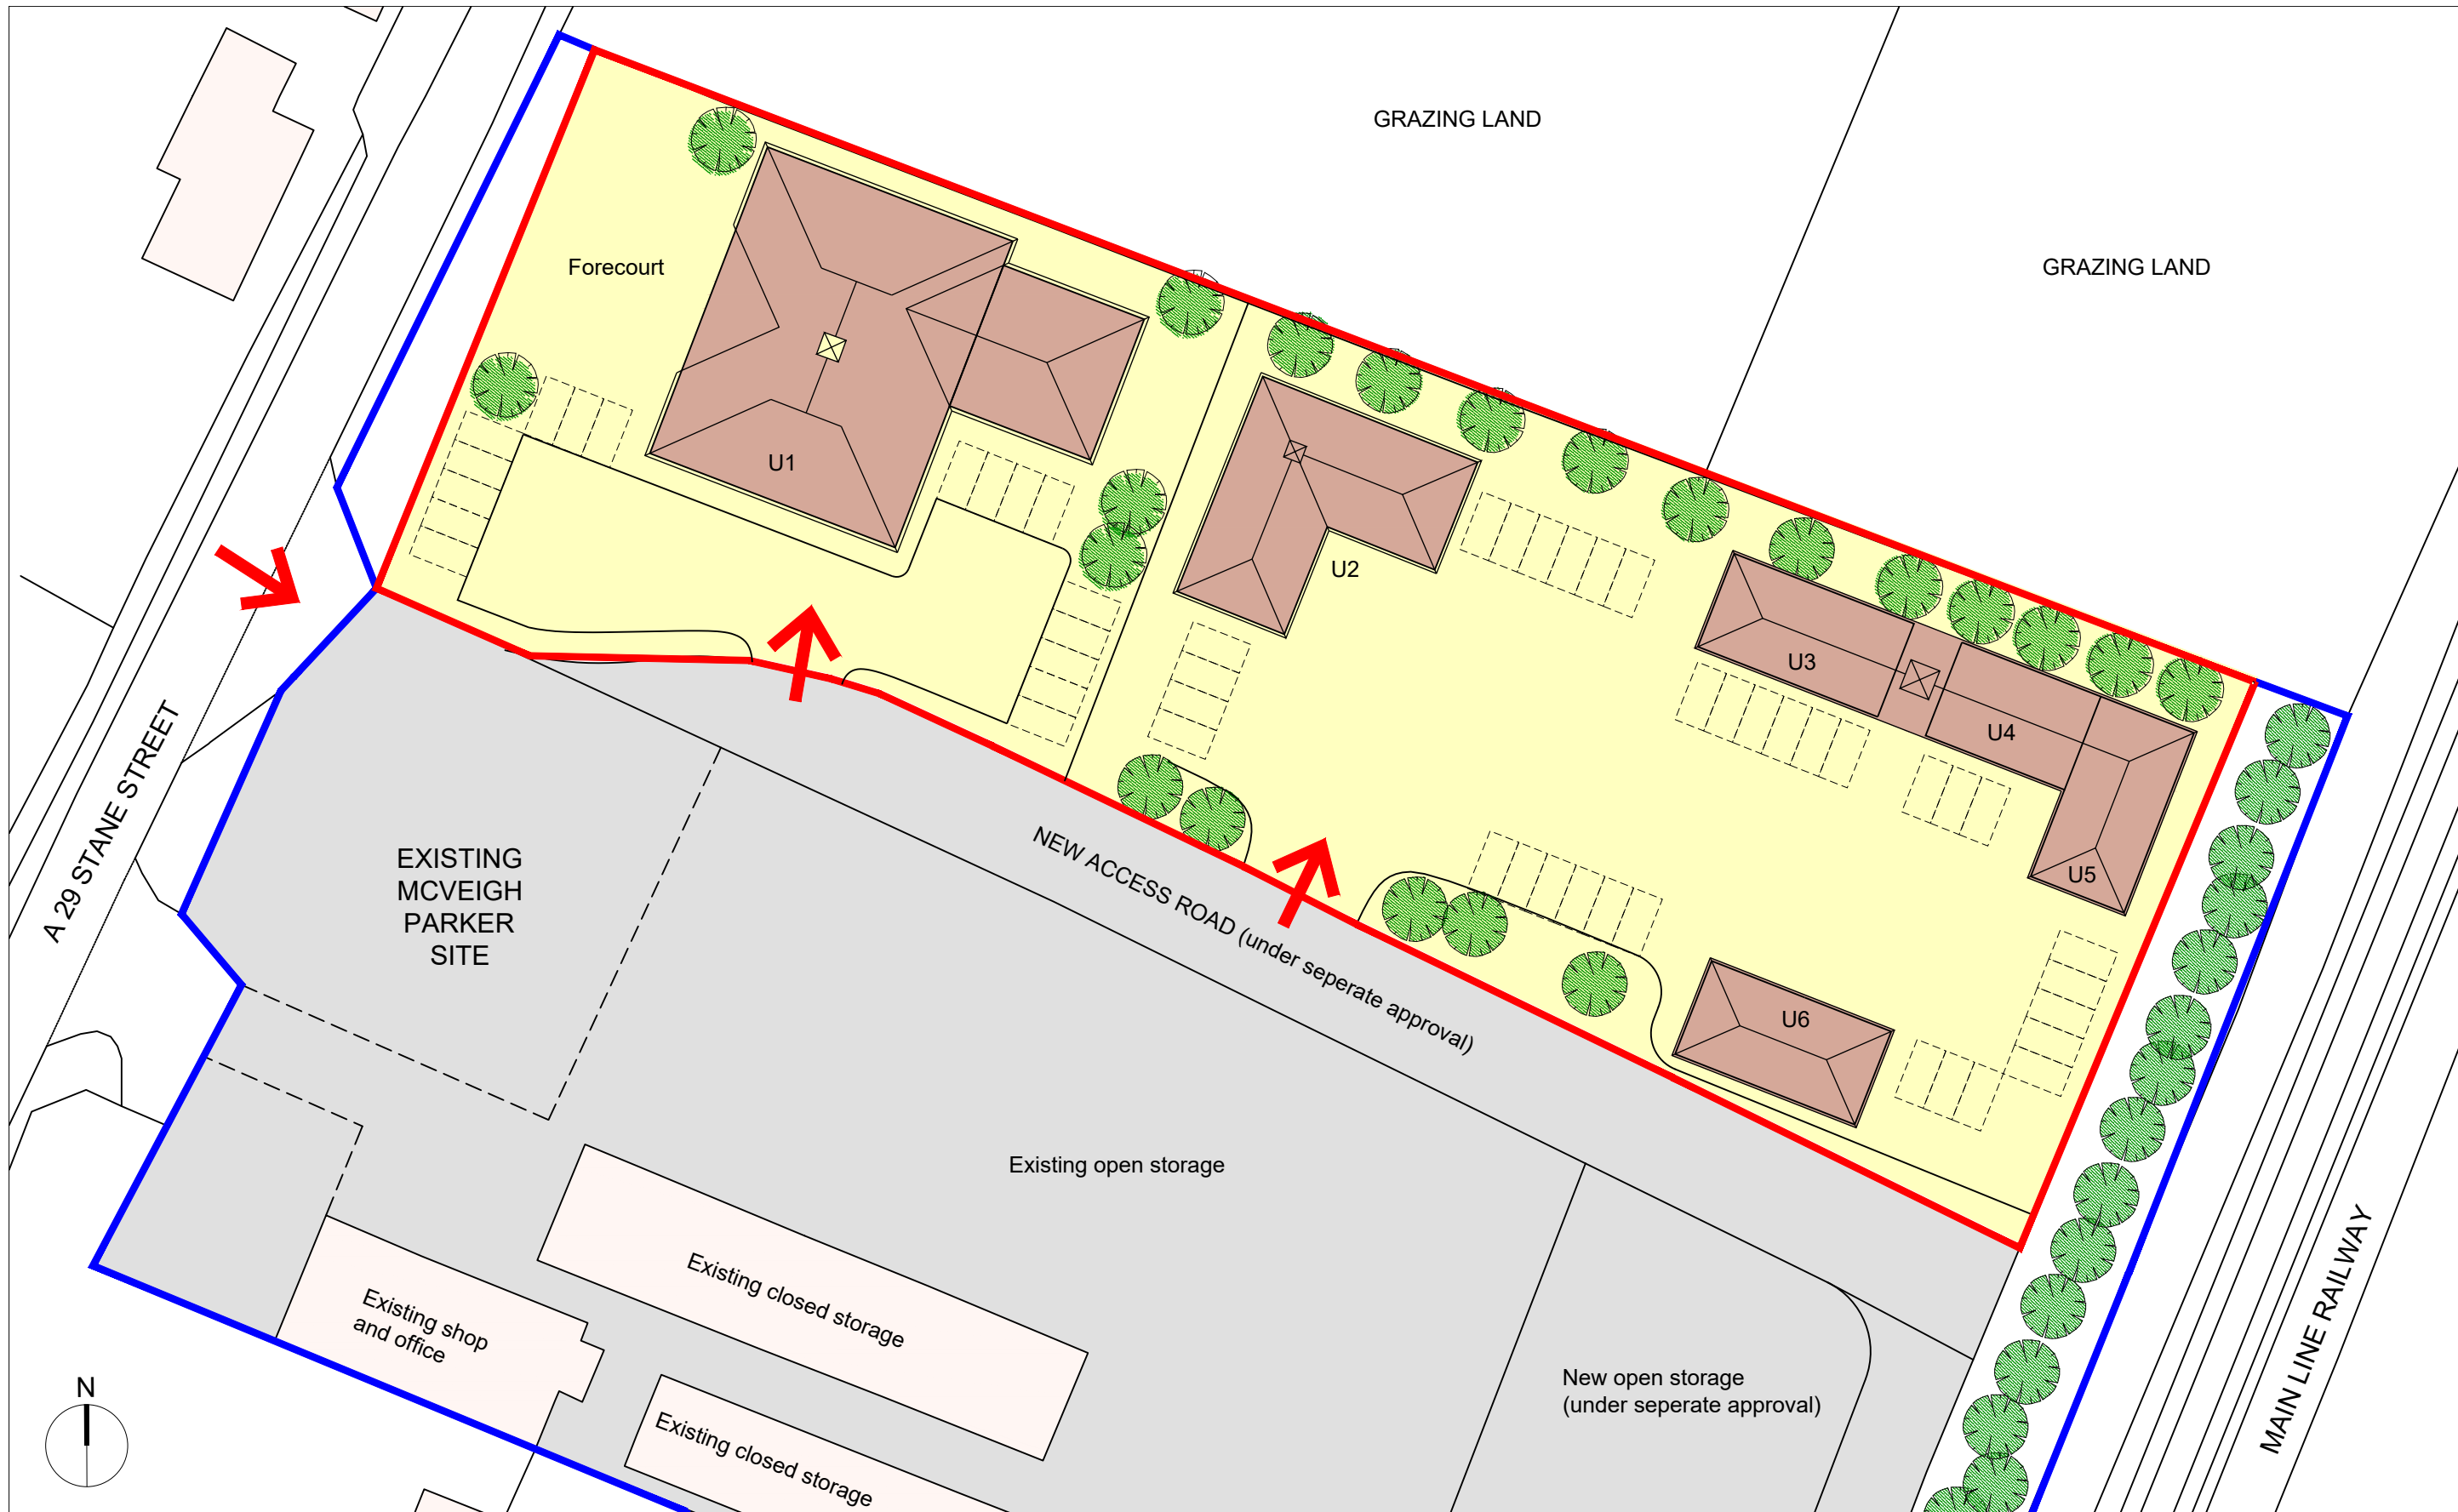 GRAZING LAND
GRAZING LAND
Forecourt
U1
U2
U3
U4
U5
U6
A 29 STANE STREET
EXISTING
MCVEIGH
PARKER
SITE
NEW ACCESS ROAD (under seperate approval)
Existing open storage
Existing closed storage
Existing shop
and office
Existing closed storage
New open storage
(under seperate approval)
MAIN LINE RAILWAY
N